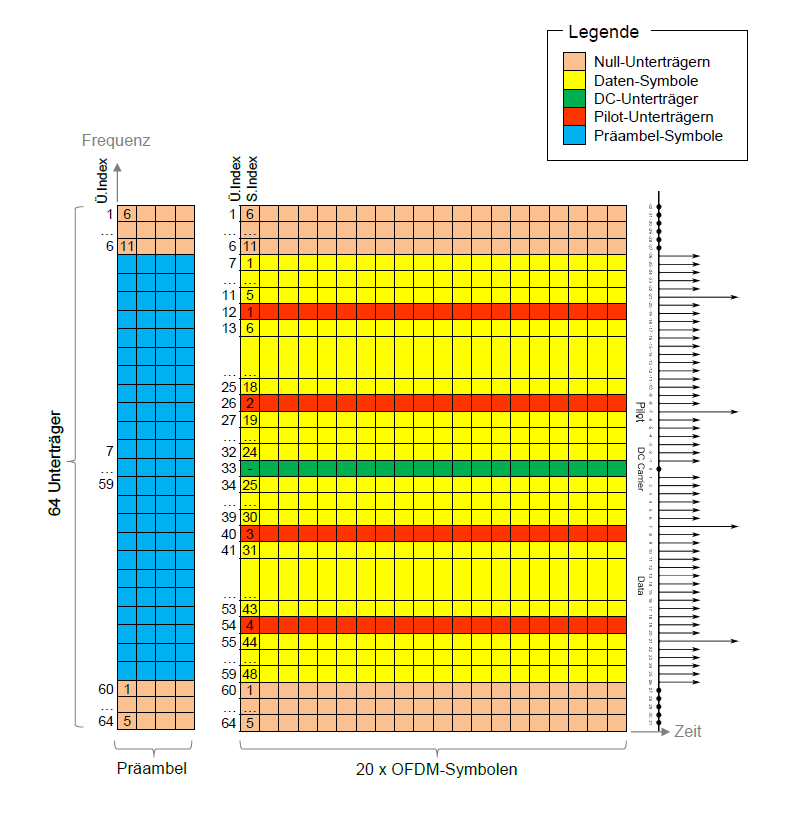 Legende
Null-Unterträgern
Daten-Symbole
DC-Unterträger
Pilot-Unterträgern
Präambel-Symbole
Frequenz
Ü.Index
Ü.Index
S.Index
64 Unterträger
1 6
...
6 11
7
...
59
60 1
...
64 5
1 6
... ...
6 11
7 1
... ...
11 5
12 1
13 6
... ...
25 18
26 2
27 19
... ...
32 24
33 -
34 25
... ...
39 30
40 3
41 31
... ...
53 43
54 4
55 44
... ...
59 48
60 1
... ...
64 5
Pilot
DC Carrier
Data
Zeit
Präambel
20 x OFDM-Symbolen